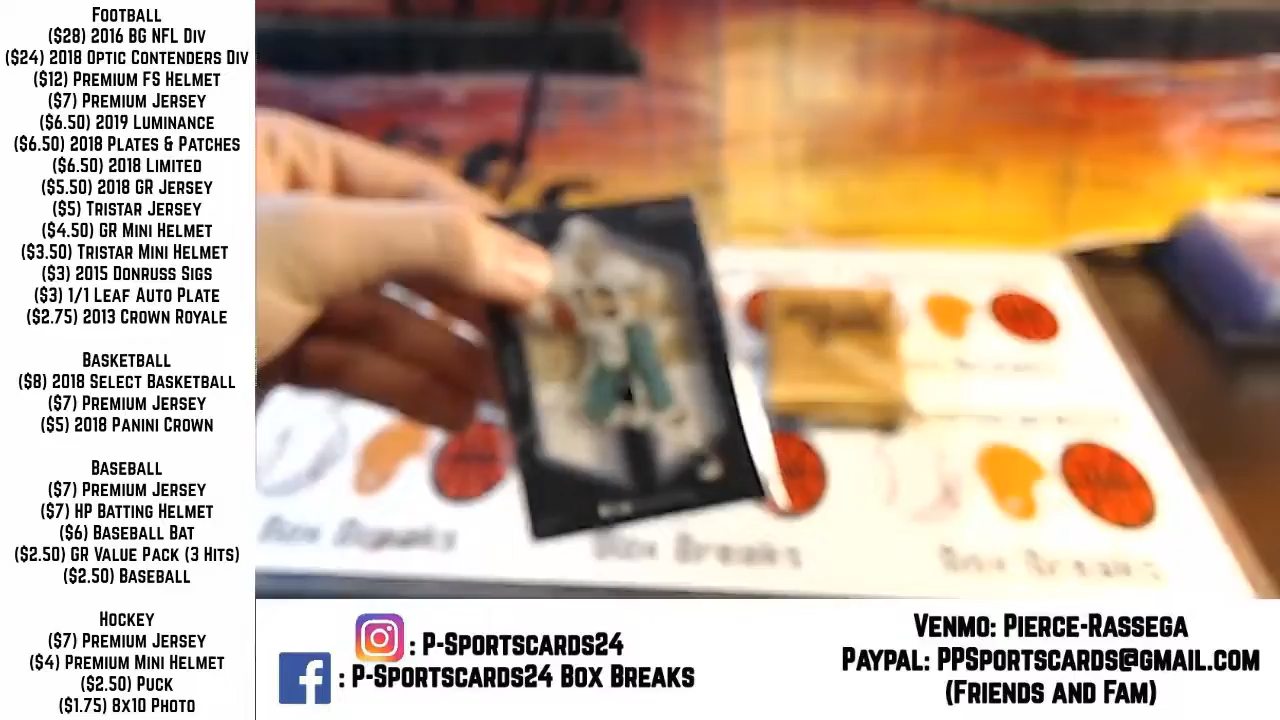 Football
($28) 2016 BG NFL Div
($24) 2018 Optic Contenders Div
($12) Premium FS Helmet
($7) Premium Jersey
($6.50) 2019 Luminance
($6.50) 2018 Plates & Patches
($6.50) 2018 Limited
($5.50) 2018 GR Jersey
($5) Tristar Jersey
($4.50) GR Mini Helmet
($3.50) Tristar Mini Helmet
($3) 2015 Donruss Sigs
($3) 1/1 Leaf Auto Plate
($2.75) 2013 Crown Royale
Basketball
($8) 2018 Select Basketball
($7) Premium Jersey
($5) 2018 Panini Crown
Baseball
($7) Premium Jersey
($7) HP Batting Helmet
($6) Baseball Bat
($2.50) GR Value Pack (3 Hits)
($2.50) Baseball
Hockey
($7) Premium Jersey
($4) Premium Mini Helmet
($2.50) Puck
($1.75) 8x10 Photo
Box Breaks
Box Breaks
Box Breaks
: P-Sportscards24
: P-Sportscards24 Box Breaks
Venmo: Pierce-Rassega
Paypal: PPSportscards@gmail.com
(Friends and Fam)